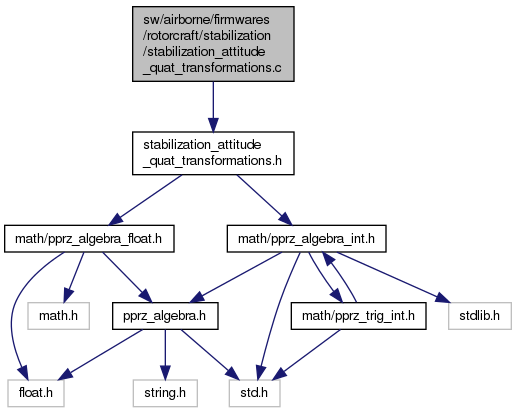 sw/airborne/firmwares
/rotorcraft/stabilization
/stabilization_attitude
_quat_transformations.c
stabilization_attitude
_quat_transformations.h
math/pprz_algebra_float.h
math/pprz_algebra_int.h
math.h
pprz_algebra.h
math/pprz_trig_int.h
stdlib.h
float.h
string.h
std.h